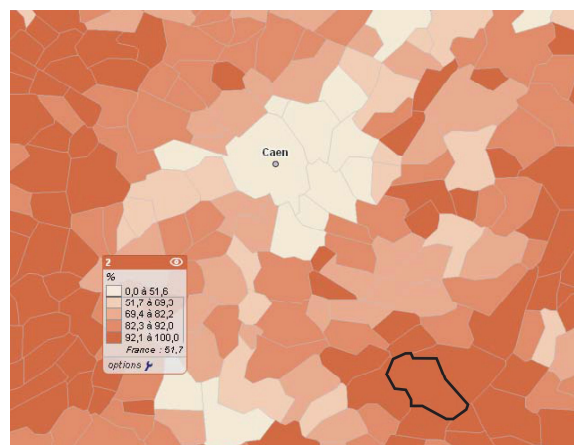 Caen
2
%
0,0 à 51,6
51,7 à 69,3
69,4 à 82,2
82,3 à 92,0
92,1 à 100,0
France : 51,7
options